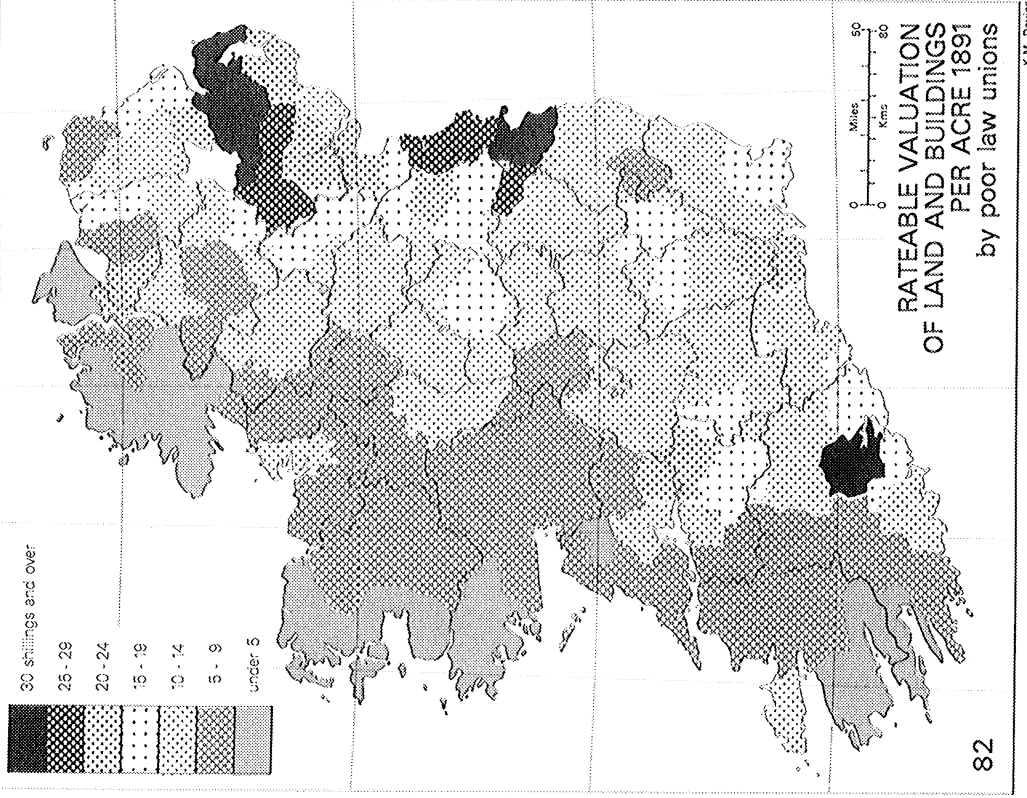 30 shillings and over
25 - 29
20 - 24
15 - 19
10 - 14
5 - 9
under 5
0 Miles 50
0 Kms 80
RATEABLE VALUATION
OF LAND AND BUILDINGS
PER ACRE 1891
by poor law unions
82